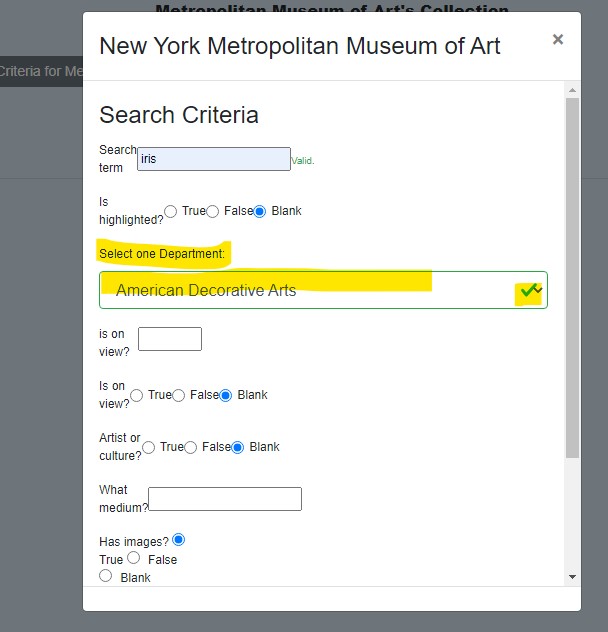 Metropolitan Museum of Art's Collection
New York Metropolitan Museum of Art ×
Criteria for Me
Search Criteria
Search term iris Valid.
Is highlighted? True False Blank
Select one Department:
American Decorative Arts
is on view?
Is on view? True False Blank
Artist or culture? True False Blank
What medium?
Has images?
True False
Blank